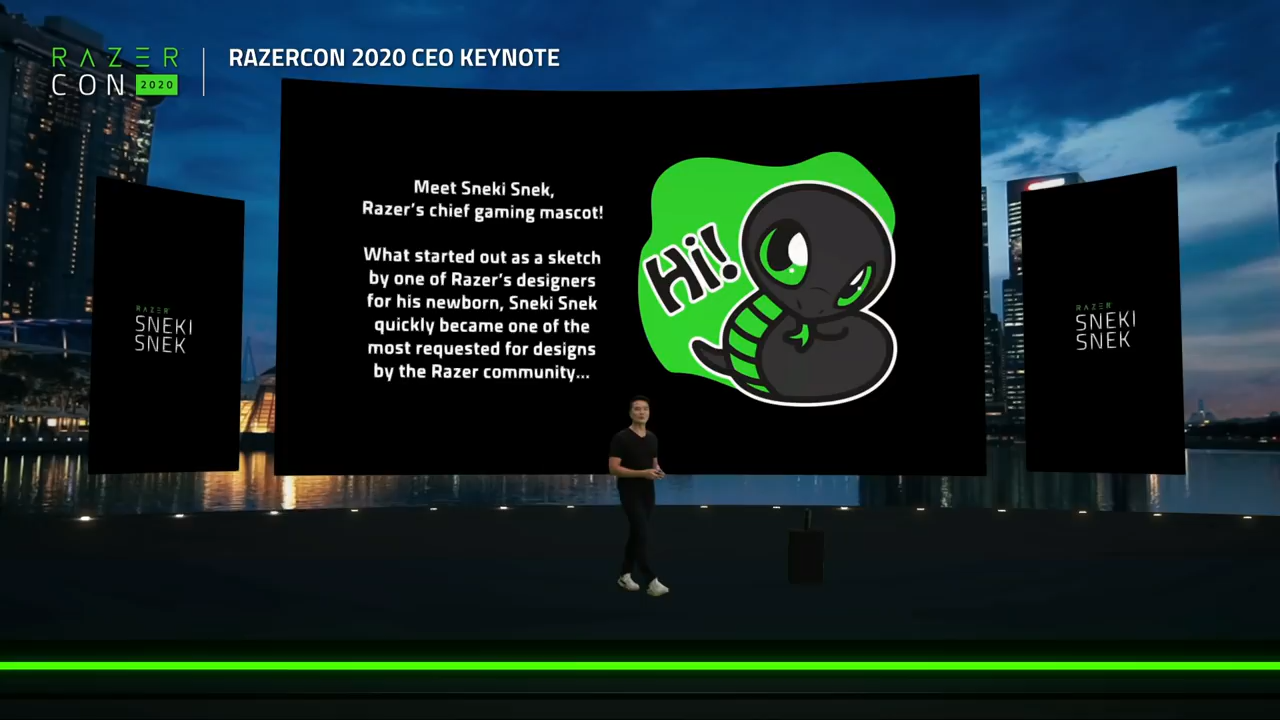 RAZER
CON 2020
RAZERCON 2020 CEO KEYNOTE
Meet Sneki Snek,
Razer's chief gaming mascot!
What started out as a sketch
by one of Razer's designers
for his newborn, Sneki Snek
quickly became one of the
most requested for designs
by the Razer community...
Hi!
RAZER
SNEKI
SNEK
RAZER
SNEKI
SNEK